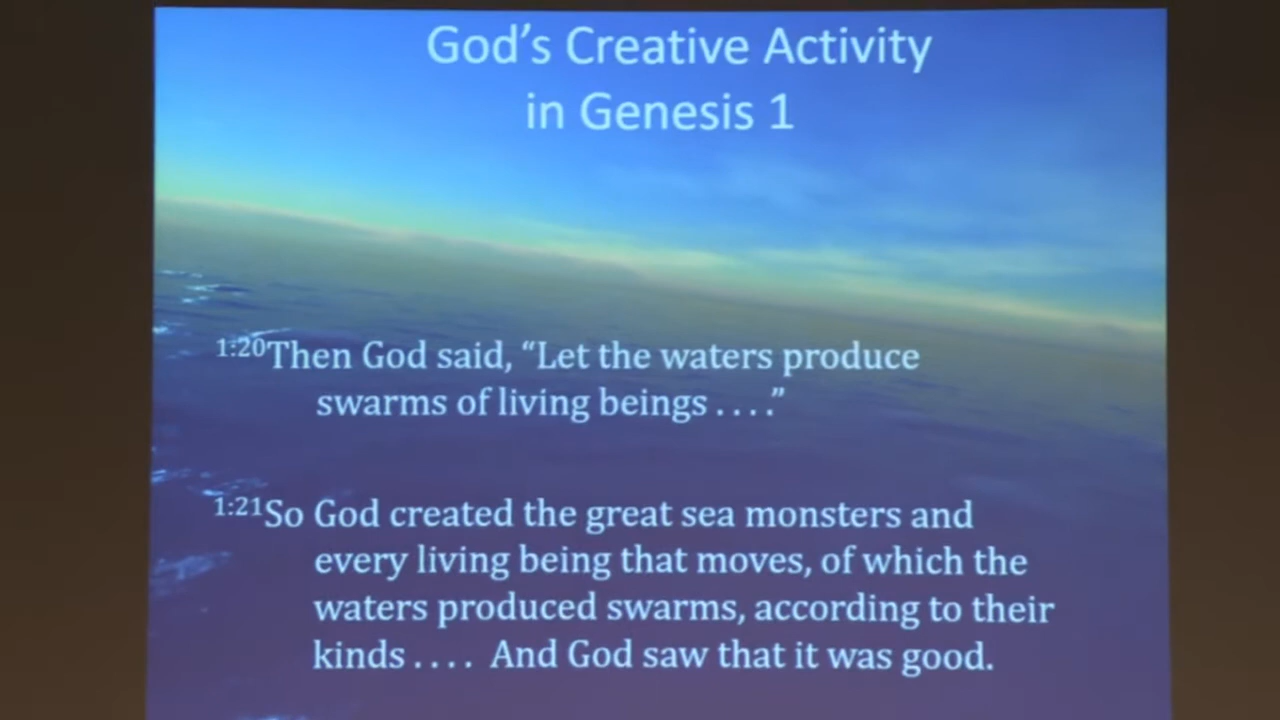 God’s Creative Activity
in Genesis 1
1:20Then God said, “Let the waters produce
swarms of living beings . . . .”
1:21So God created the great sea monsters and
every living being that moves, of which the
waters produced swarms, according to their
kinds . . . . And God saw that it was good.